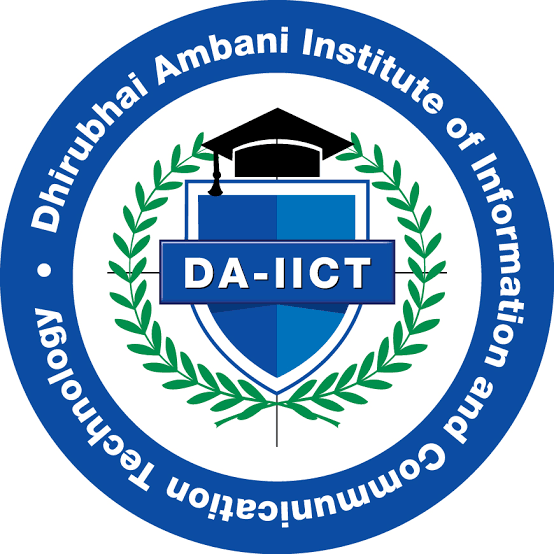 Dhirubhai Ambani Institute of Information and Communication Technology •
DA-IICT